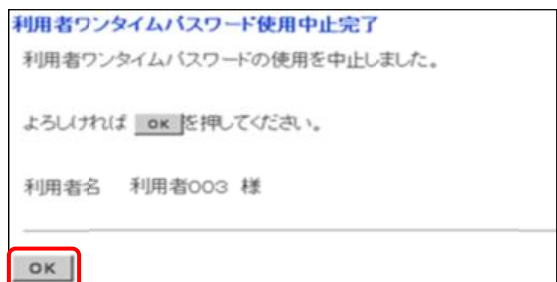 利用者ワンタイムパスワード使用中止完了
利用者ワンタイムパスワードの使用を中止しました。
よろしければ OK を押してください。
利用者名 利用者003 様
OK